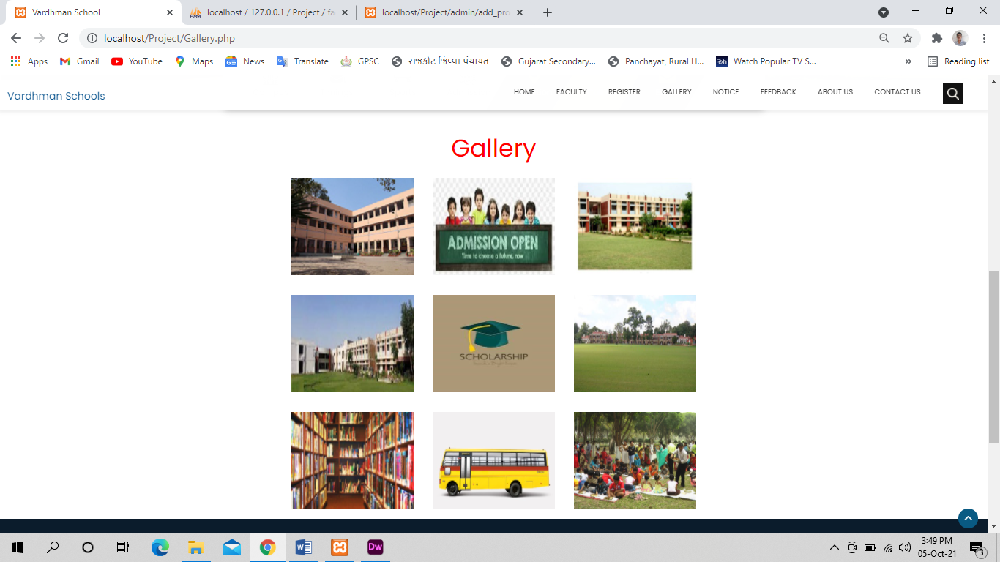 Vardhman School
localhost / 127.0.0.1 / Project / fa
localhost/Project/admin/add_pro
localhost/Project/Gallery.php
Apps Gmail YouTube Maps News Translate GPSC રાજકોટ જિલ્લા પંચાયત Gujarat Secondary... Panchayat, Rural H... Dh Watch Popular TV S... » Reading list
Vardhman Schools
HOME FACULTY REGISTER GALLERY NOTICE FEEDBACK ABOUT US CONTACT US
Gallery
ADMISSION OPEN
Time to choose a future, now
SCHOLARSHIP
3:49 PM
05-Oct-21
3